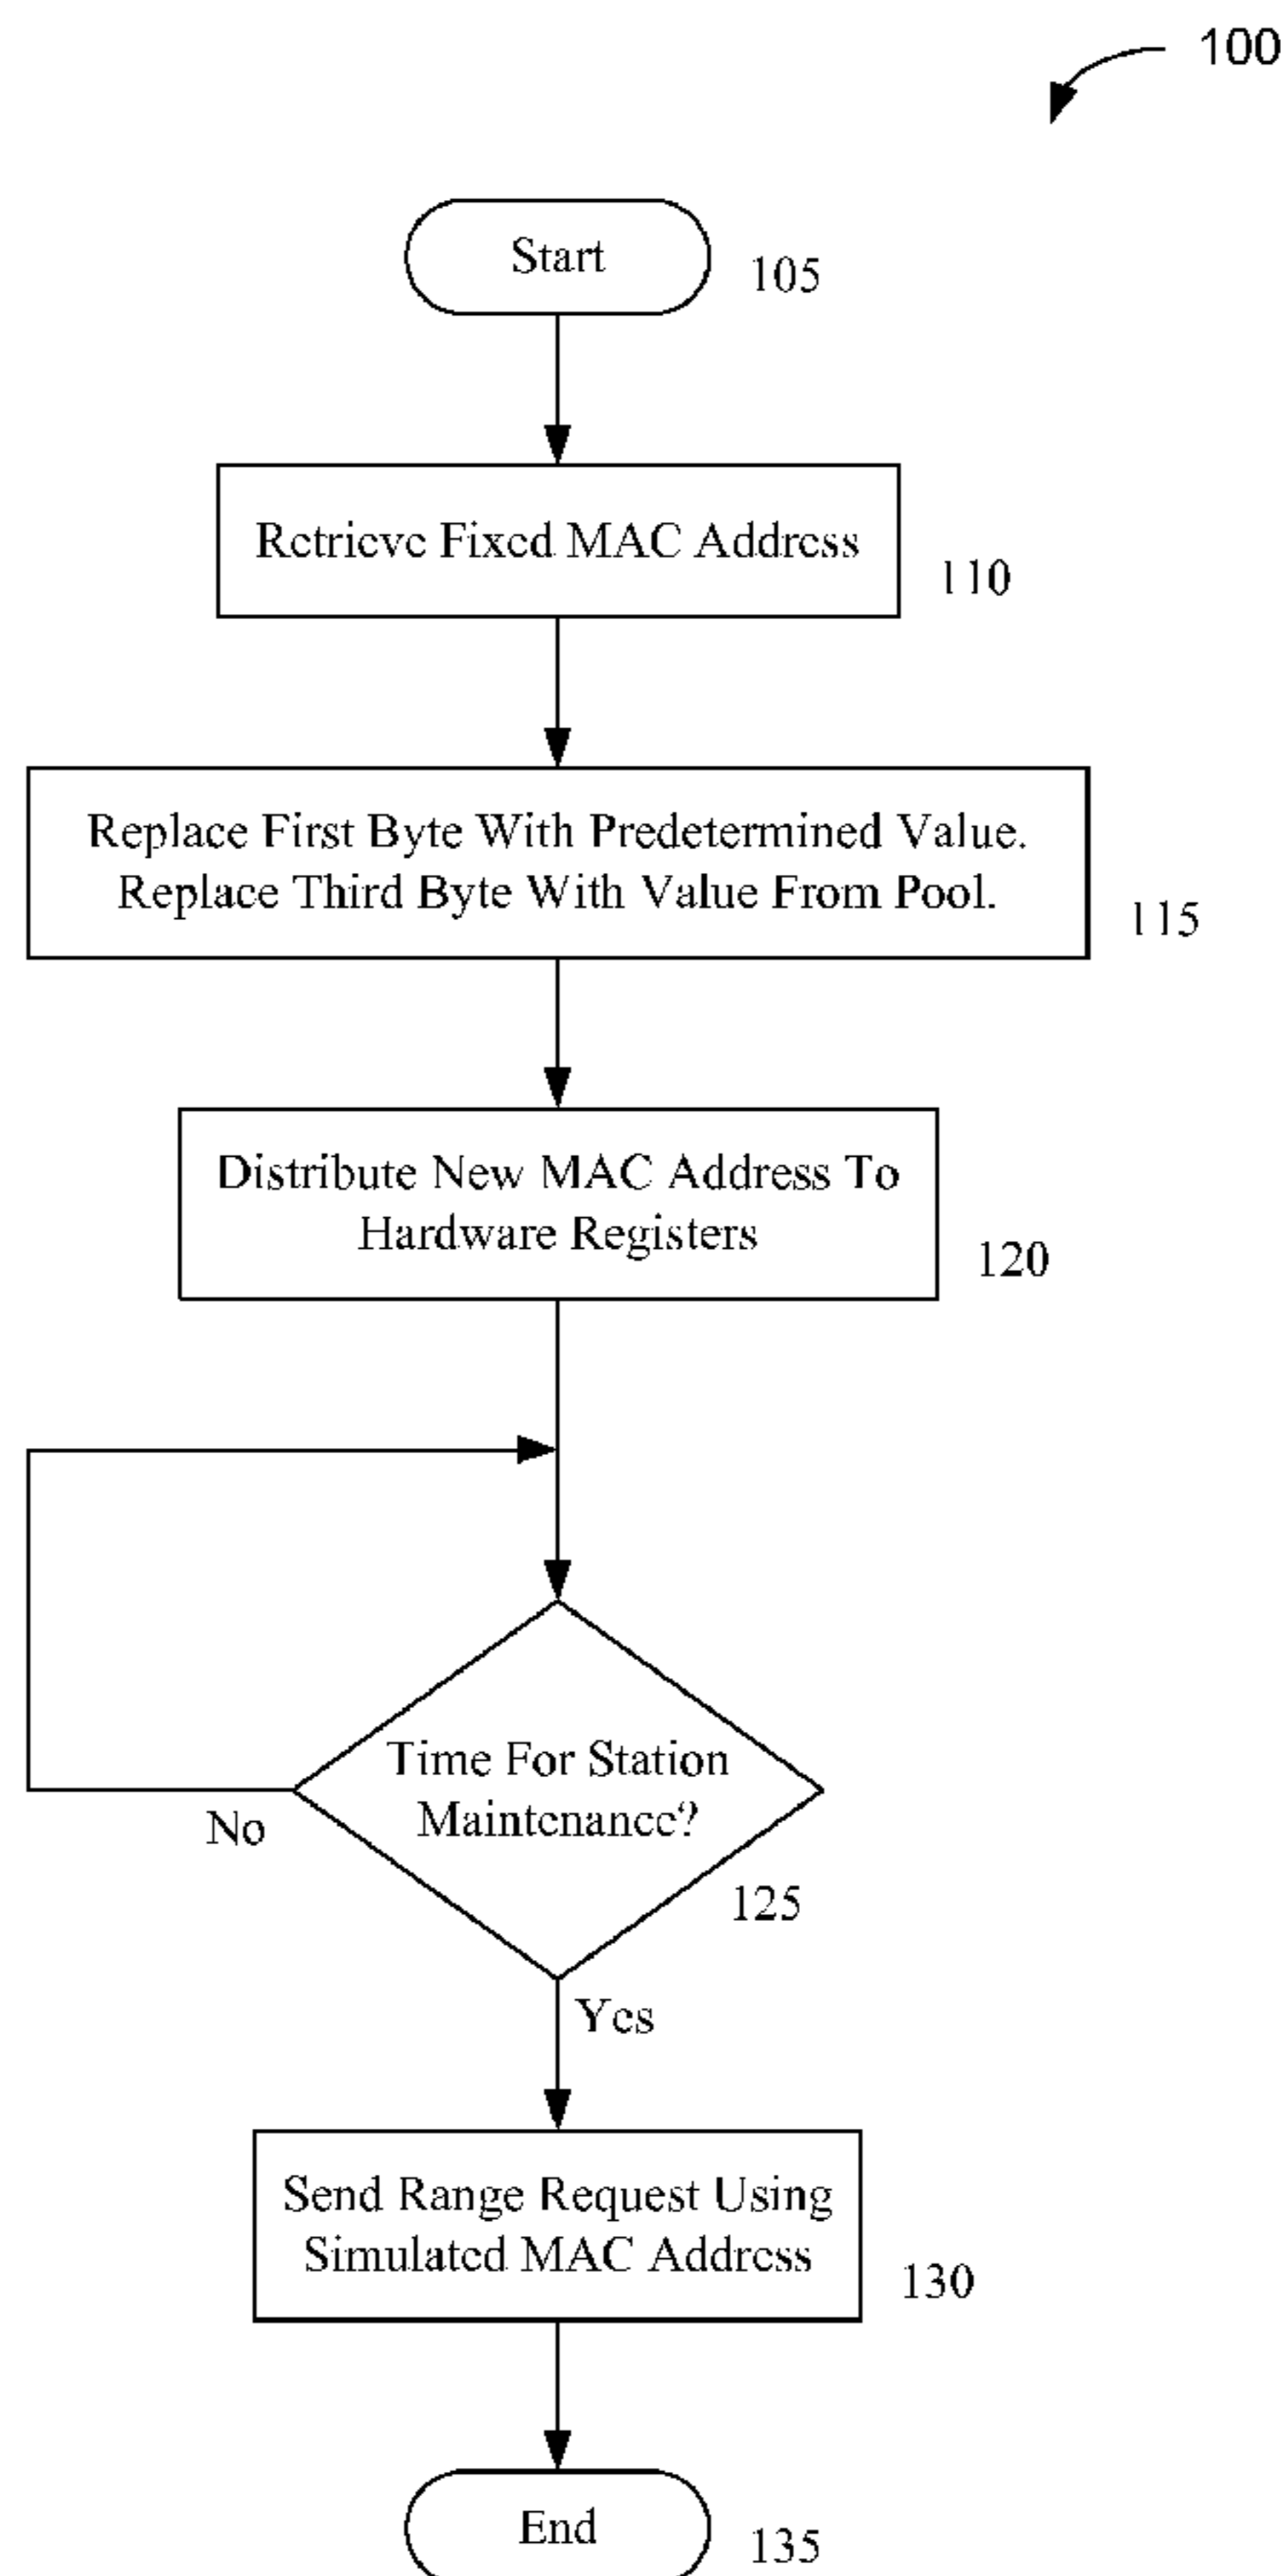 100
Start
105
Retrieve Fixed MAC Address
110
Replace First Byte With Predetermined Value.
Replace Third Byte With Value From Pool.
115
Distribute New MAC Address To
Hardware Registers
120
Time For Station
Maintenance?
No
125
Yes
Send Range Request Using
Simulated MAC Address
130
End
135